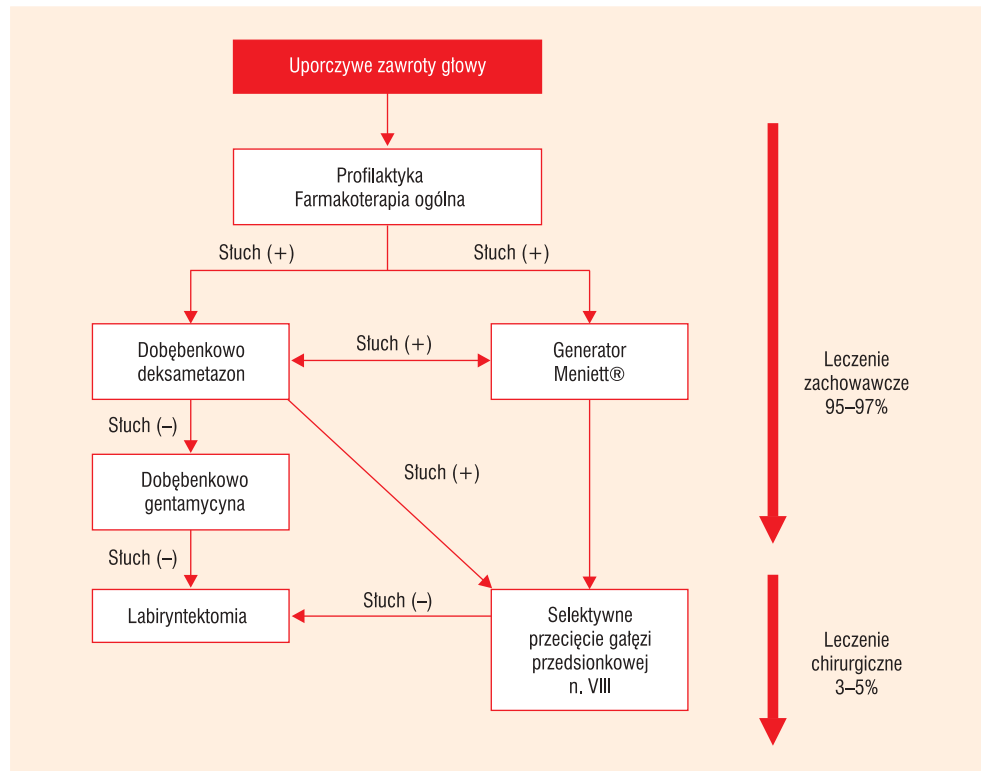 Uporczywe zawroty głowy
Profilaktyka
Farmakoterapia ogólna
Słuch (+)
Słuch (+)
Dobębenkowo
deksametazon
Słuch (+)
Generator
Meniett®
Słuch (–)
Dobębenkowo
gentamycyna
Słuch (+)
Słuch (–)
Labiryntektomia
Słuch (–)
Selektywne
przecięcie gałęzi
przedsionkowej
n. VIII
Leczenie
zachowawcze
95–97%
Leczenie
chirurgiczne
3–5%